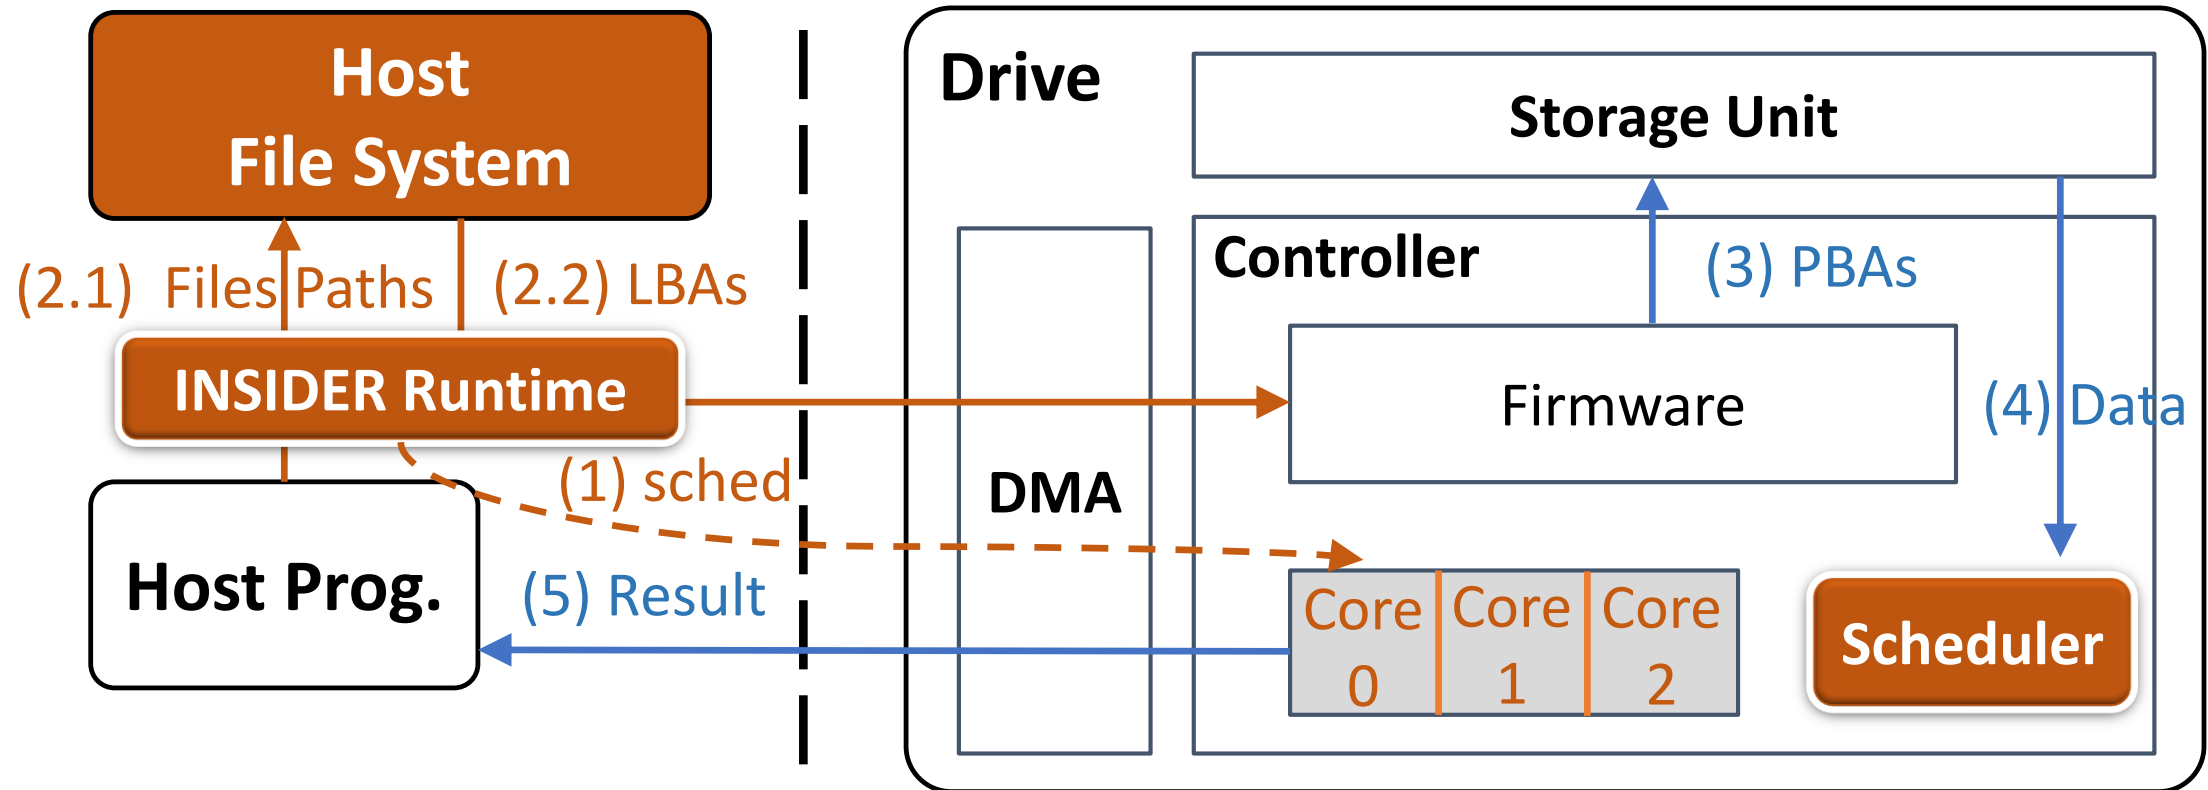 Host
File System
(2.1) Files Paths
(2.2) LBAs
INSIDER Runtime
(1) sched
Host Prog.
(5) Result
Drive
Storage Unit
Controller
(3) PBAs
Firmware
(4) Data
DMA
Core 0
Core 1
Core 2
Scheduler